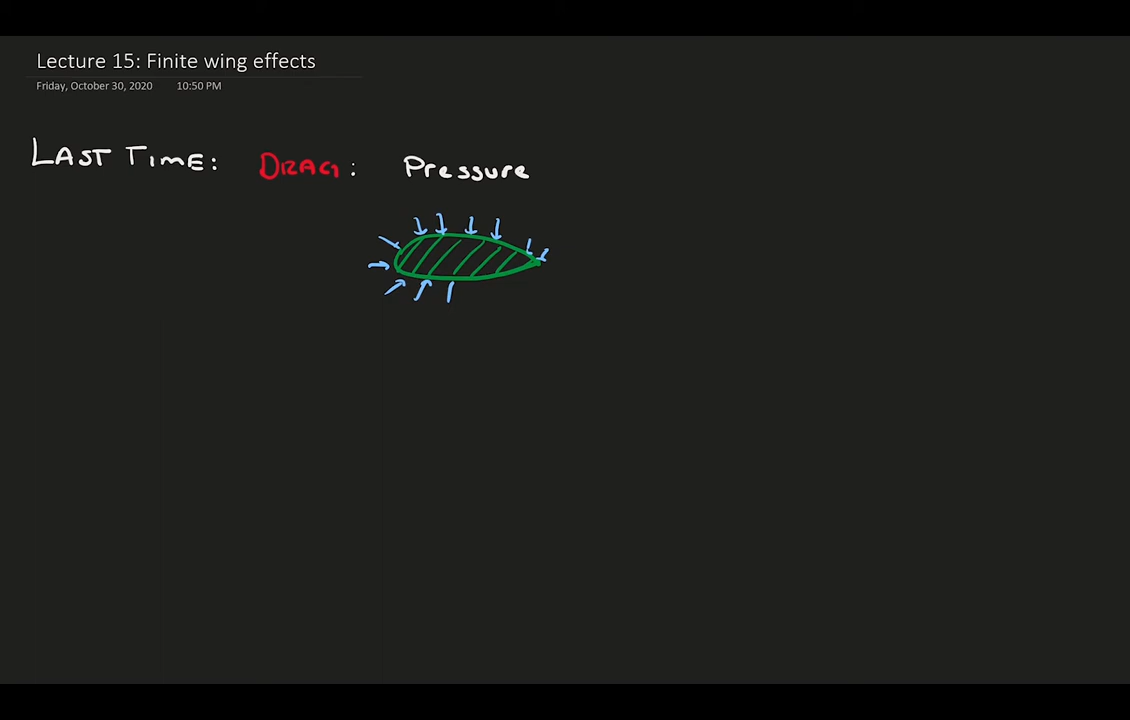 Lecture 15: Finite wing effects
Friday, October 30, 2020 10:50 PM
LAST TIME: DRAG: Pressure